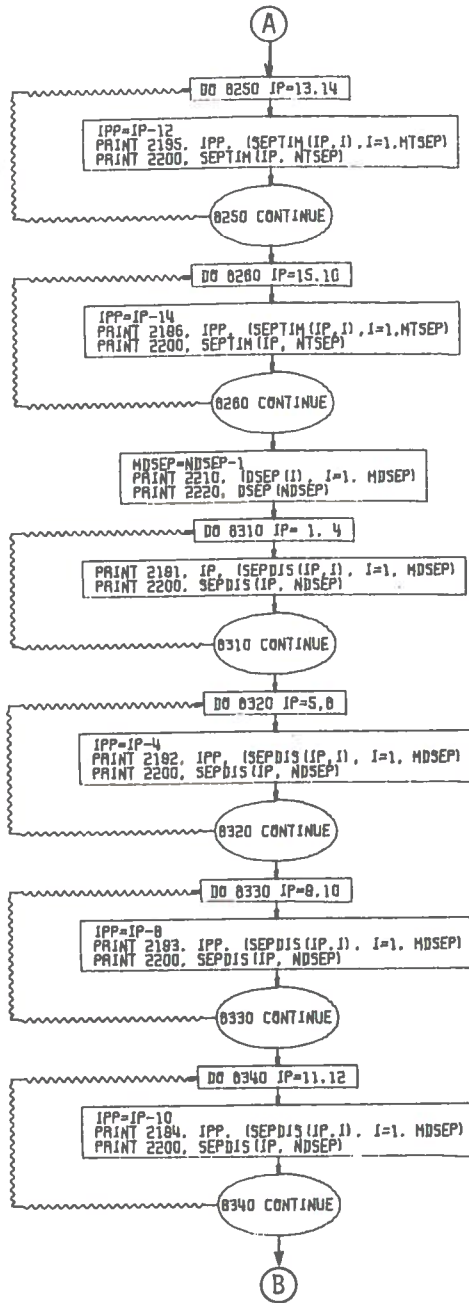 A
DO 8250 IP=13,14
IPP=IP-12
PRINT 2195, IPP, (SEPTIM(IP,I),I=1,MTSEP)
PRINT 2200, SEPTIM(IP, NTSEP)
8250 CONTINUE
DO 8260 IP=15,16
IPP=IP-14
PRINT 2196, IPP, (SEPTIM(IP,I),I=1,MTSEP)
PRINT 2200, SEPTIM(IP, NTSEP)
8260 CONTINUE
MDSEP=NDSEP-1
PRINT 2210, (DSEP(I), I=1, MDSEP)
PRINT 2220, DSEP(NDSEP)
DO 8310 IP= 1, 4
PRINT 2191, IP, (SEPDIS(IP,I), I=1, MDSEP)
PRINT 2200, SEPDIS(IP, NDSEP)
8310 CONTINUE
DO 8320 IP=5,8
IPP=IP-4
PRINT 2192, IPP, (SEPDIS(IP,I), I=1, MDSEP)
PRINT 2200, SEPDIS(IP, NDSEP)
8320 CONTINUE
DO 8330 IP=9,10
IPP=IP-8
PRINT 2193, IPP, (SEPDIS(IP,I), I=1, MDSEP)
PRINT 2200, SEPDIS(IP, NDSEP)
8330 CONTINUE
DO 8340 IP=11,12
IPP=IP-10
PRINT 2194, IPP, (SEPDIS(IP,I), I=1, MDSEP)
PRINT 2200, SEPDIS(IP, NDSEP)
8340 CONTINUE
B